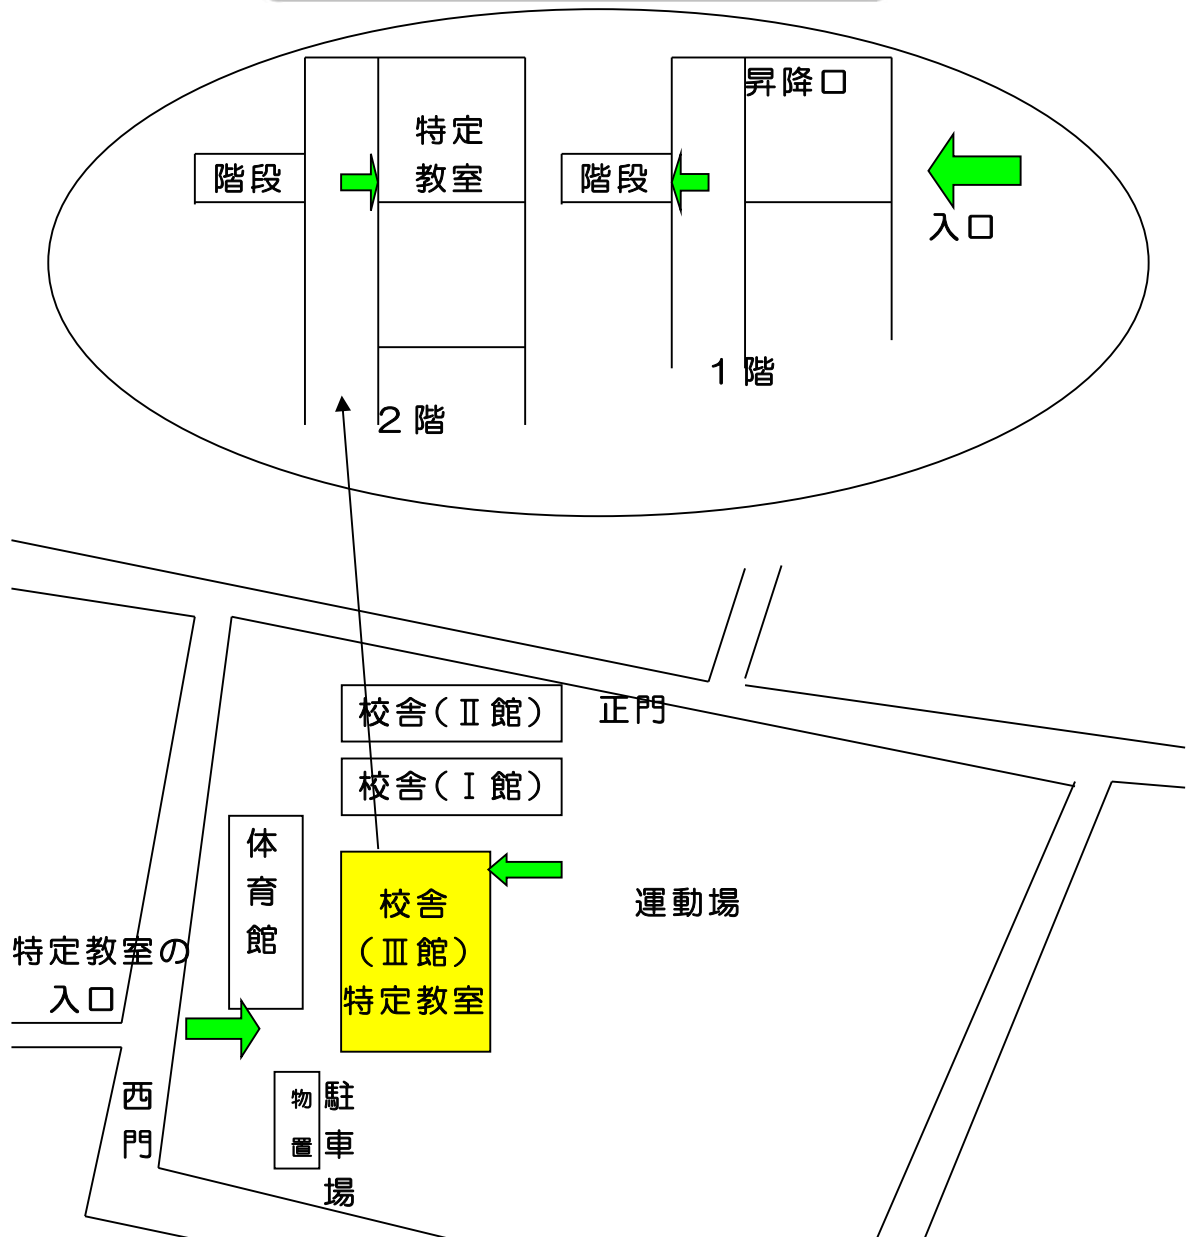 昇降口
特定
教室
階段
階段
入口
1階
2階
校舎(Ⅱ館)
正門
校舎(Ⅰ館)
体育館
校舎
(Ⅲ館)
特定教室
運動場
特定教室の
入口
西門
物置
駐車場